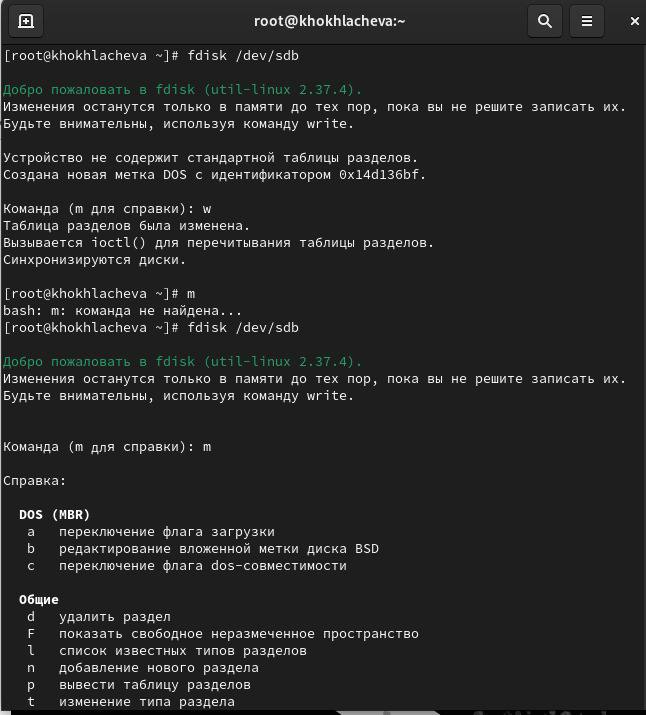 root@khokhlacheva:~
[root@khokhlacheva ~]# fdisk /dev/sdb
Добро пожаловать в fdisk (util-linux 2.37.4).
Изменения останутся только в памяти до тех пор, пока вы не решите записать их.
Будьте внимательны, используя команду write.
Устройство не содержит стандартной таблицы разделов.
Создана новая метка DOS с идентификатором 0x14d136bf.
Команда (m для справки): w
Таблица разделов была изменена.
Вызывается ioctl() для перечитывания таблицы разделов.
Синхронизируются диски.
[root@khokhlacheva ~]# m
bash: m: команда не найдена...
[root@khokhlacheva ~]# fdisk /dev/sdb
Добро пожаловать в fdisk (util-linux 2.37.4).
Изменения останутся только в памяти до тех пор, пока вы не решите записать их.
Будьте внимательны, используя команду write.
Команда (m для справки): m
Справка:
DOS (MBR)
a переключение флага загрузки
b редактирование вложенной метки диска BSD
c переключение флага dos-совместимости
Общие
d удалить раздел
F показать свободное неразмеченное пространство
l список известных типов разделов
n добавление нового раздела
p вывести таблицу разделов
t изменение типа раздела